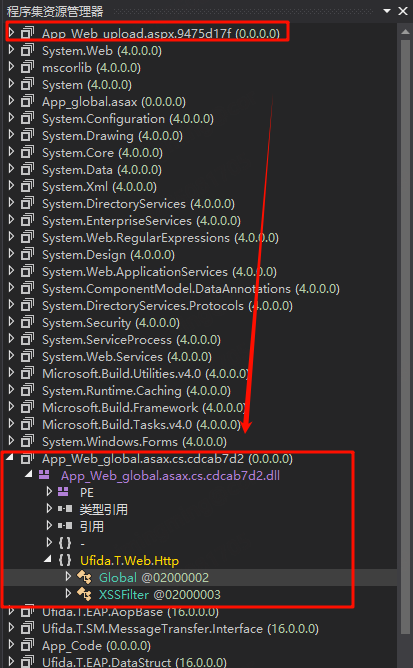 程序集资源管理器
App_Web_upload.aspx.9475d17f (0.0.0.0)
System.Web (4.0.0.0)
mscorlib (4.0.0.0)
System (4.0.0.0)
App_global.asax (0.0.0.0)
System.Configuration (4.0.0.0)
System.Drawing (4.0.0.0)
System.Core (4.0.0.0)
System.Data (4.0.0.0)
System.Xml (4.0.0.0)
System.DirectoryServices (4.0.0.0)
System.EnterpriseServices (4.0.0.0)
System.Web.RegularExpressions (4.0.0.0)
System.Design (4.0.0.0)
System.Web.ApplicationServices (4.0.0.0)
System.ComponentModel.DataAnnotations (4.0.0.0)
System.DirectoryServices.Protocols (4.0.0.0)
System.Security (4.0.0.0)
System.ServiceProcess (4.0.0.0)
System.Web.Services (4.0.0.0)
Microsoft.Build.Utilities.v4.0 (4.0.0.0)
System.Runtime.Caching (4.0.0.0)
Microsoft.Build.Framework (4.0.0.0)
Microsoft.Build.Tasks.v4.0 (4.0.0.0)
System.Windows.Forms (4.0.0.0)
App_Web_global.asax.cs.cdcab7d2 (0.0.0.0)
App_Web_global.asax.cs.cdcab7d2.dll
PE
类型引用
引用
{ } -
{ } Ufida.T.Web.Http
Global @02000002
XSSFilter @02000003
Ufida.T.EAP.AopBase (16.0.0.0)
Ufida.T.SM.MessageTransfer.Interface (16.0.0.0)
App_Code (0.0.0.0)
Ufida.T.EAP.DataStruct (16.0.0.0)